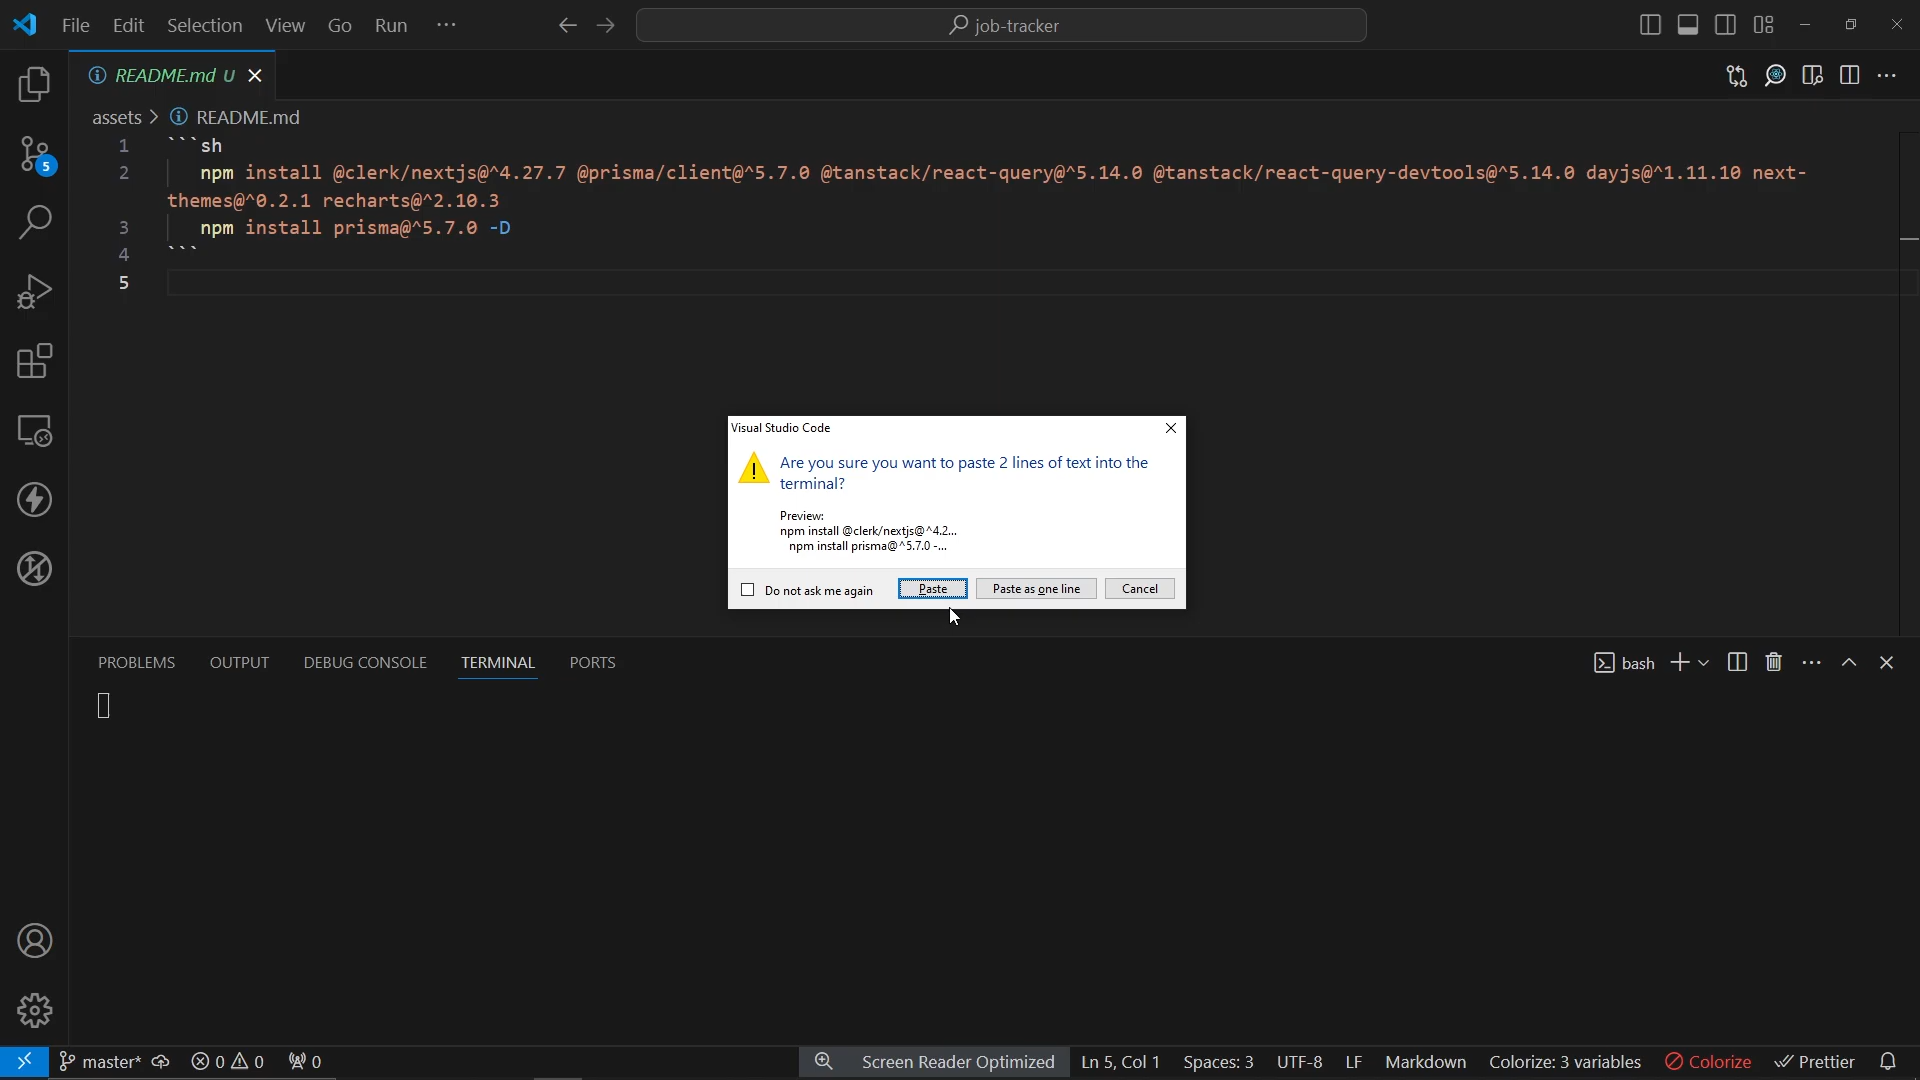 File Edit Selection View Go Run ···
job-tracker
README.md U
assets > README.md
1 ```sh
2 npm install @clerk/nextjs@^4.27.7 @prisma/client@^5.7.0 @tanstack/react-query@^5.14.0 @tanstack/react-query-devtools@^5.14.0 dayjs@^1.11.10 next-
themes@^0.2.1 recharts@^2.10.3
3 npm install prisma@^5.7.0 -D
4 ```
5
5
Visual Studio Code
Are you sure you want to paste 2 lines of text into the
terminal?
Preview:
npm install @clerk/nextjs@^4.2...
npm install prisma@^5.7.0 -...
Do not ask me again Paste Paste as one line Cancel
PROBLEMS OUTPUT DEBUG CONSOLE TERMINAL PORTS
bash
master* 0 0 0 Screen Reader Optimized Ln 5, Col 1 Spaces: 3 UTF-8 LF Markdown Colorize: 3 variables Colorize Prettier